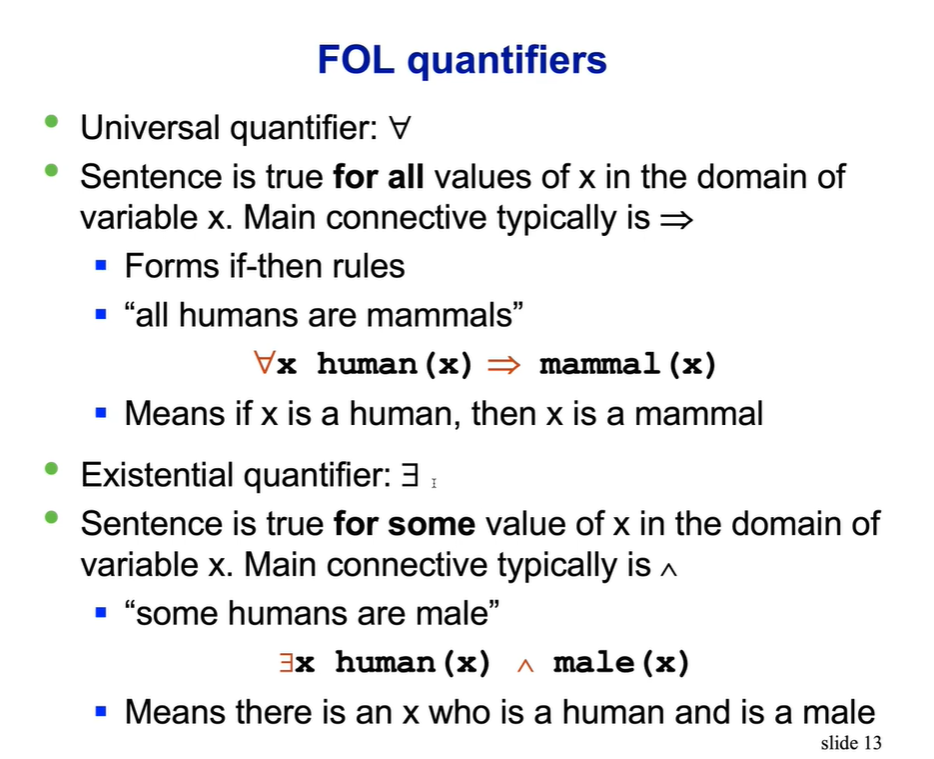 FOL quantifiers
• Universal quantifier: ∀
• Sentence is true for all values of x in the domain of
variable x. Main connective typically is ⇒
▪ Forms if-then rules
▪ “all humans are mammals”
∀x human(x) ⇒ mammal(x)
▪ Means if x is a human, then x is a mammal
• Existential quantifier: ∃
• Sentence is true for some value of x in the domain of
variable x. Main connective typically is ∧
▪ “some humans are male”
∃x human(x) ∧ male(x)
▪ Means there is an x who is a human and is a male
slide 13